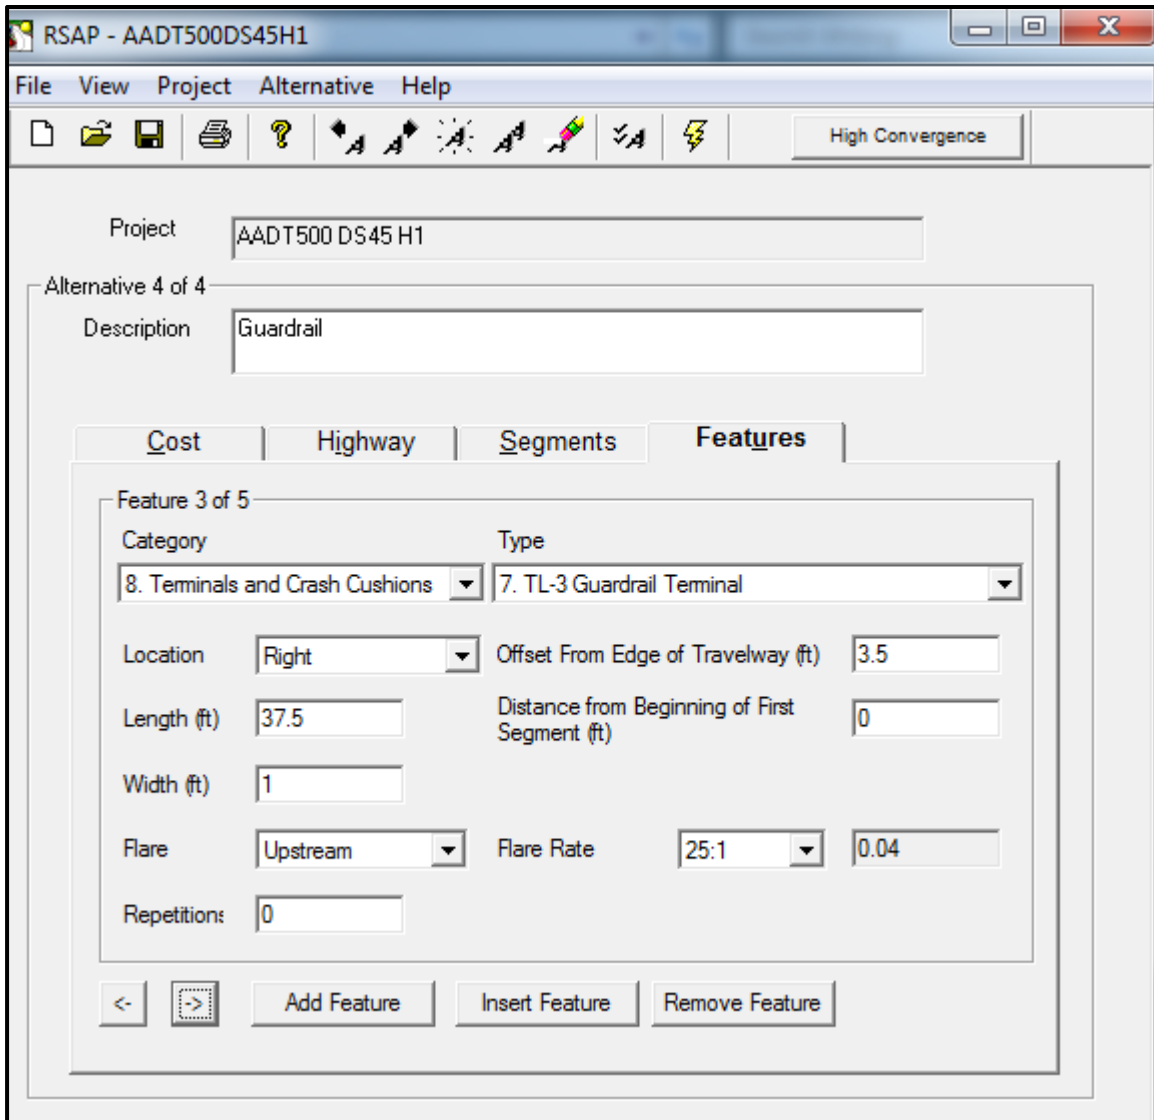 RSAP - AADT500DS45H1
File View Project Alternative Help
High Convergence
Project AADT500 DS45 H1
Alternative 4 of 4
Description Guardrail
Cost Highway Segments Features
Feature 3 of 5
Category Type
8. Terminals and Crash Cushions 7. TL-3 Guardrail Terminal
Location Right Offset From Edge of Travelway (ft) 3.5
Length (ft) 37.5 Distance from Beginning of First
Segment (ft) 0
Width (ft) 1
Flare Upstream Flare Rate 25:1 0.04
Repetitions 0
<- -> Add Feature Insert Feature Remove Feature